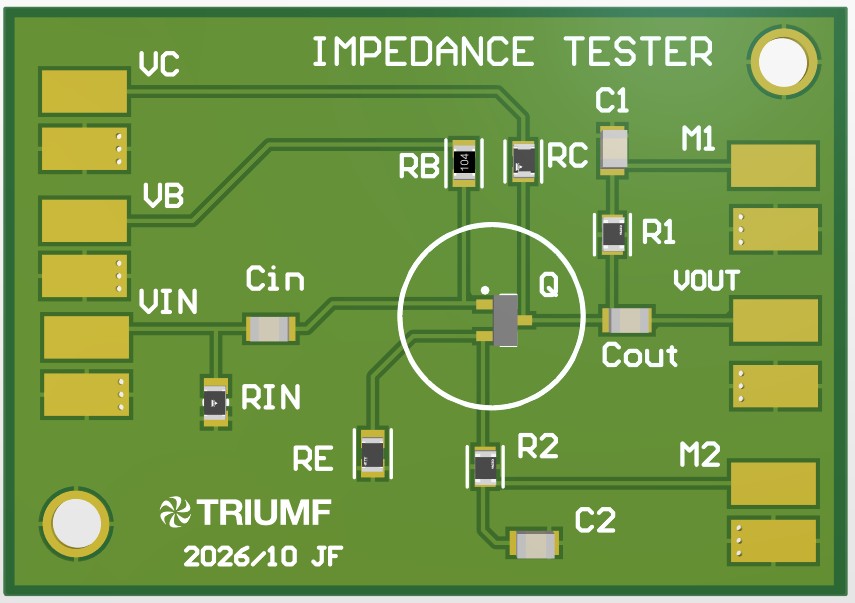 IMPEDANCE TESTER
VC
C1
M1
RB
104
RC
VB
R1
Cin
Q
VOUT
VIN
Cout
RIN
RE
R2
M2
TRIUMF
C2
2026/10 JF